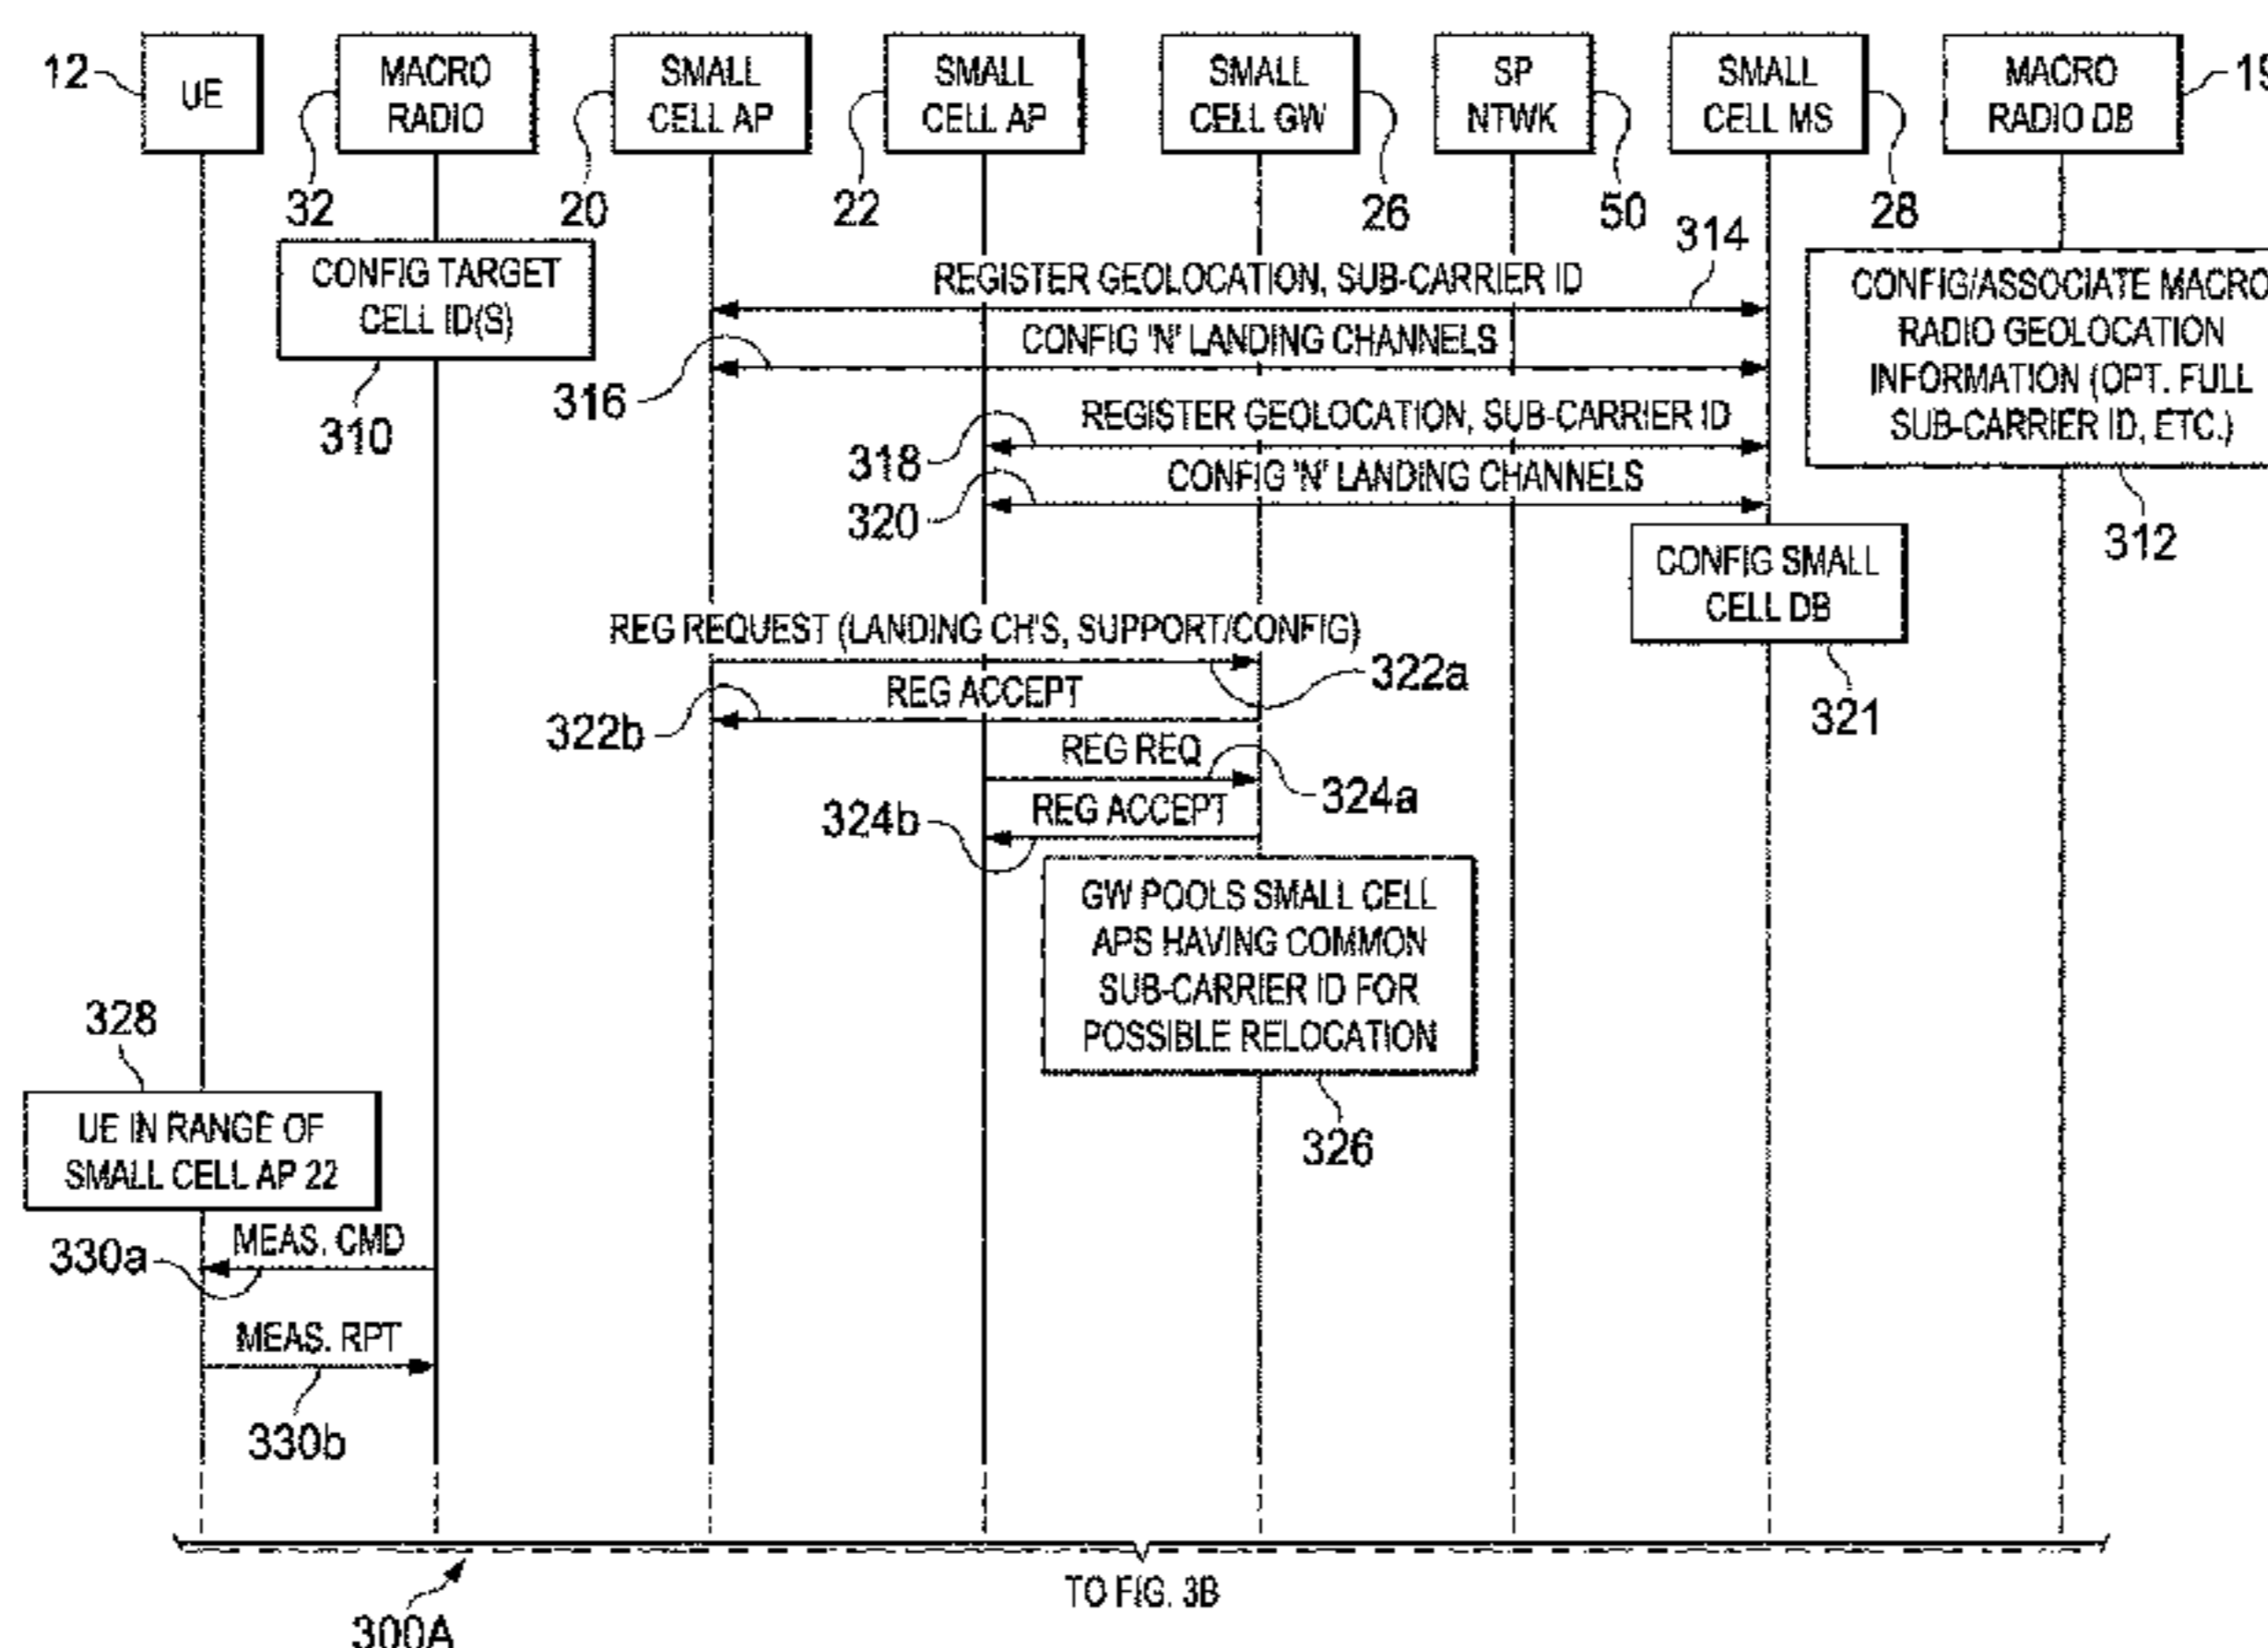 12
UE
MACRO
RADIO
SMALL
CELL AP
SMALL
CELL AP
SMALL
CELL GW
SP
NTWK
SMALL
CELL MS
MACRO
RADIO DB
32
20
22
26
50
28
314
CONFIG TARGET
CELL ID(S)
310
REGISTER GEOLOCATION, SUB-CARRIER ID
CONFIG 'N' LANDING CHANNELS
316
CONFIG/ASSOCIATE MACRO
RADIO GEOLOCATION
INFORMATION (OPT. FULL
SUB-CARRIER ID, ETC.)
312
REGISTER GEOLOCATION, SUB-CARRIER ID
318
CONFIG 'N' LANDING CHANNELS
320
CONFIG SMALL
CELL DB
321
REG REQUEST (LANDING CH'S, SUPPORT/CONFIG)
322a
REG ACCEPT
322b
REG REQ
324a
REG ACCEPT
324b
GW POOLS SMALL CELL
APS HAVING COMMON
SUB-CARRIER ID FOR
POSSIBLE RELOCATION
326
328
UE IN RANGE OF
SMALL CELL AP 22
MEAS. CMD
330a
MEAS. RPT
330b
TO FIG. 3B
300A